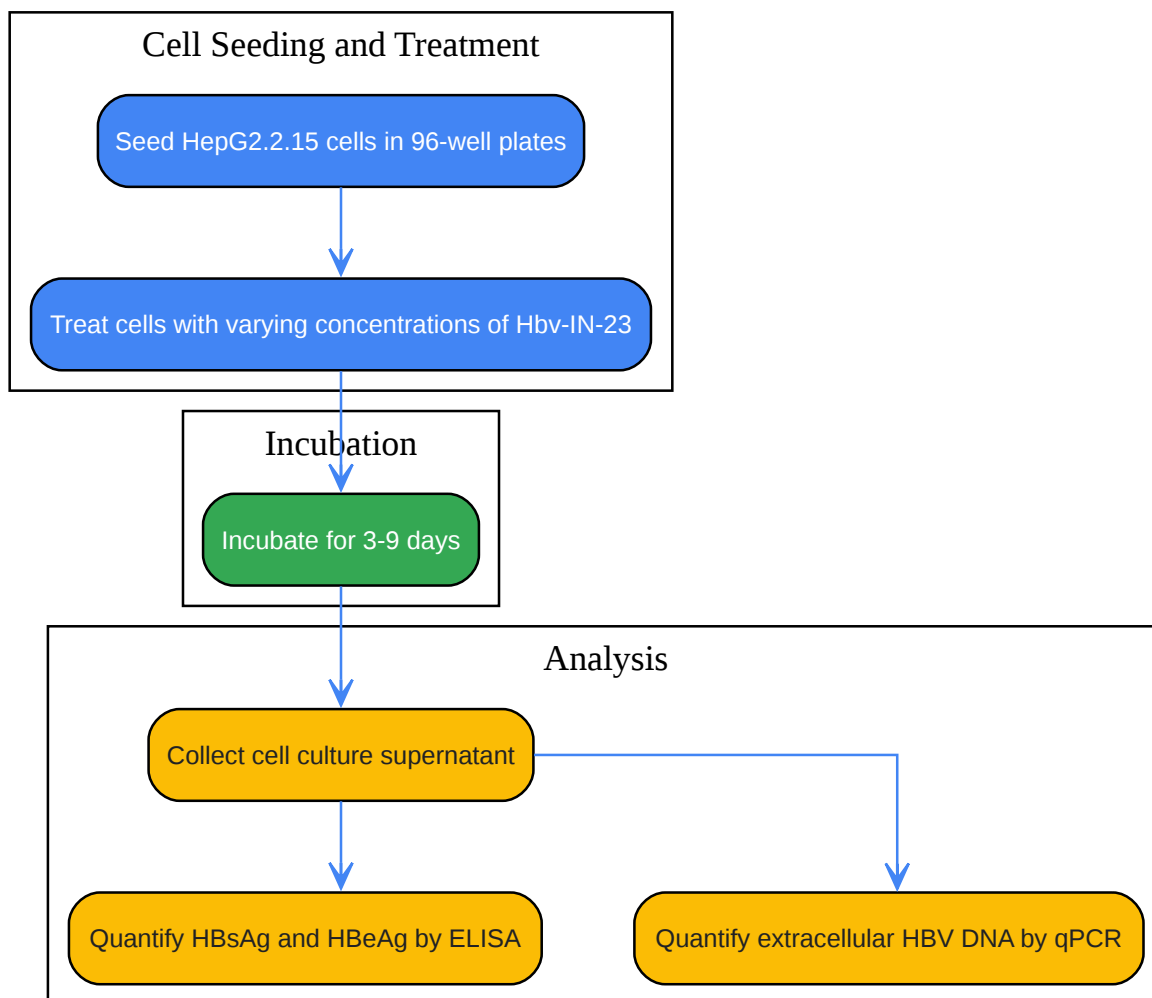 Cell Seeding and Treatment
Seed HepG2.2.15 cells in 96-well plates
Treat cells with varying concentrations of Hbv-IN-23
Incubation
Incubate for 3-9 days
Analysis
Collect cell culture supernatant
Quantify HBsAg and HBeAg by ELISA
Quantify extracellular HBV DNA by qPCR